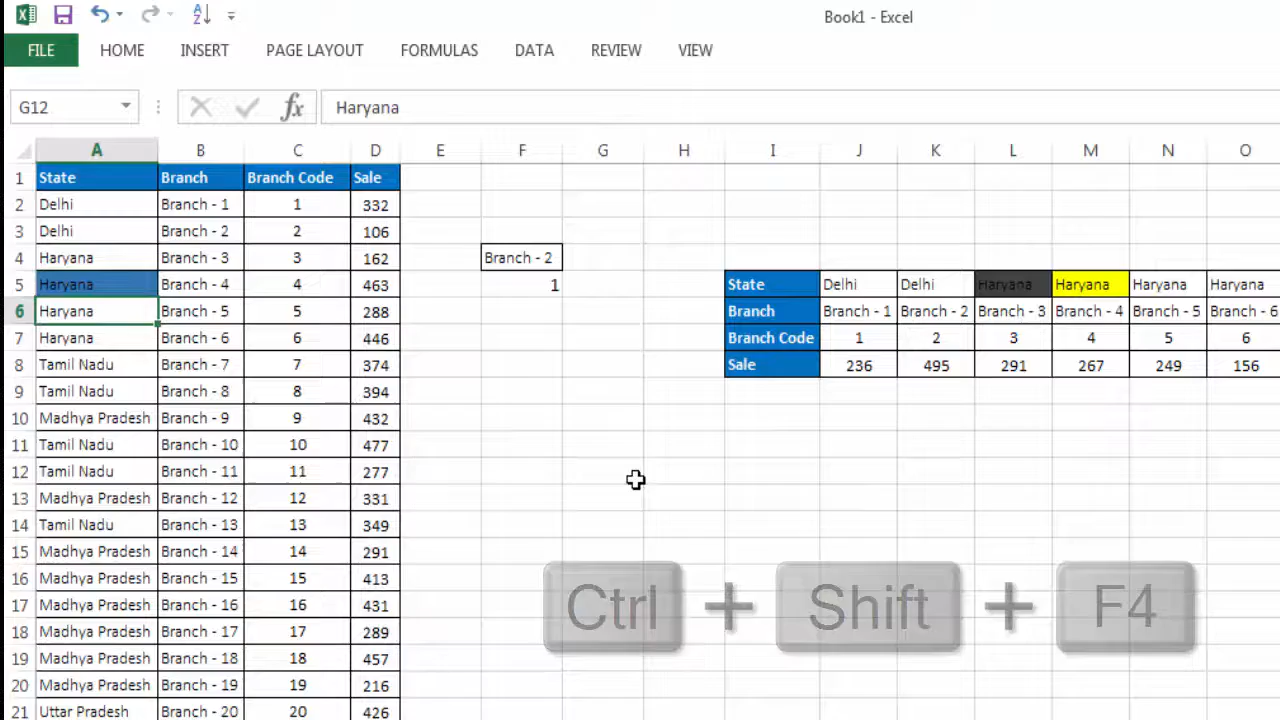 Book1 - Excel
FILE HOME INSERT PAGE LAYOUT FORMULAS DATA REVIEW VIEW
G12 fx Haryana
A B C D E F G H I J K L M N O
1 State Branch Branch Code Sale
2 Delhi Branch - 1 1 332
3 Delhi Branch - 2 2 106
4 Haryana Branch - 3 3 162 Branch - 2
5 Haryana Branch - 4 4 463 1 State Delhi Delhi Haryana Haryana Haryana Haryana
6 Haryana Branch - 5 5 288 Branch Branch - 1 Branch - 2 Branch - 3 Branch - 4 Branch - 5 Branch - 6
7 Haryana Branch - 6 6 446 Branch Code 1 2 3 4 5 6
8 Tamil Nadu Branch - 7 7 374 Sale 236 495 291 267 249 156
9 Tamil Nadu Branch - 8 8 394
10 Madhya Pradesh Branch - 9 9 432
11 Tamil Nadu Branch - 10 10 477
12 Tamil Nadu Branch - 11 11 277
13 Madhya Pradesh Branch - 12 12 331
14 Tamil Nadu Branch - 13 13 349
15 Madhya Pradesh Branch - 14 14 291
16 Madhya Pradesh Branch - 15 15 413
17 Madhya Pradesh Branch - 16 16 431
18 Madhya Pradesh Branch - 17 17 289
19 Madhya Pradesh Branch - 18 18 457
20 Madhya Pradesh Branch - 19 19 216
21 Uttar Pradesh Branch - 20 20 426
Ctrl + Shift + F4